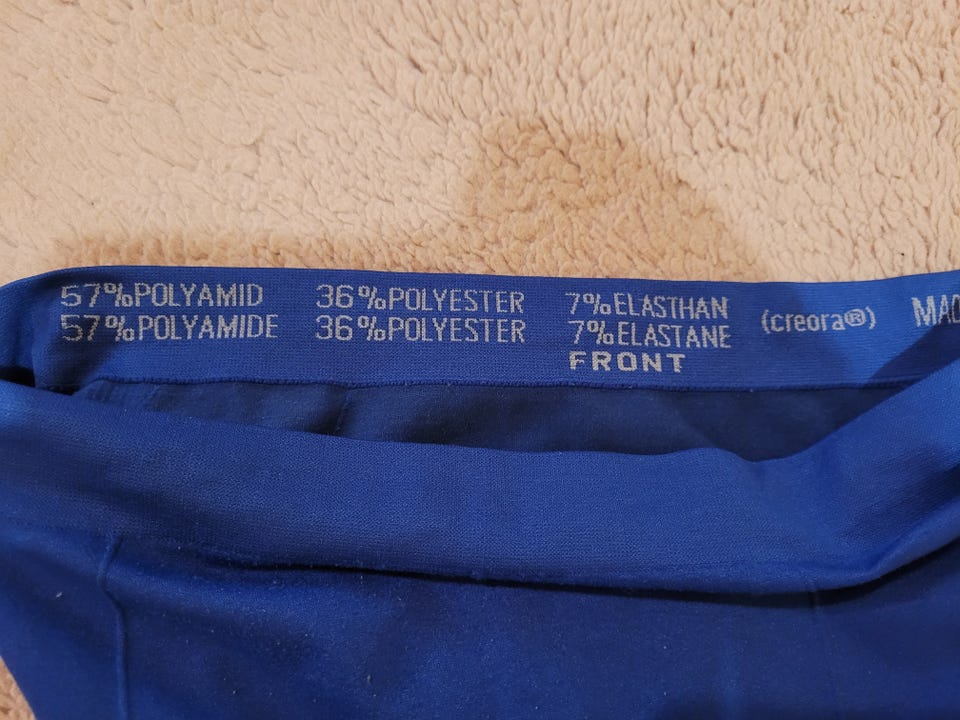 57%POLYAMID 36%POLYESTER 7%ELASTHAN
57%POLYAMIDE 36%POLYESTER 7%ELASTANE
(creora®)
FRONT